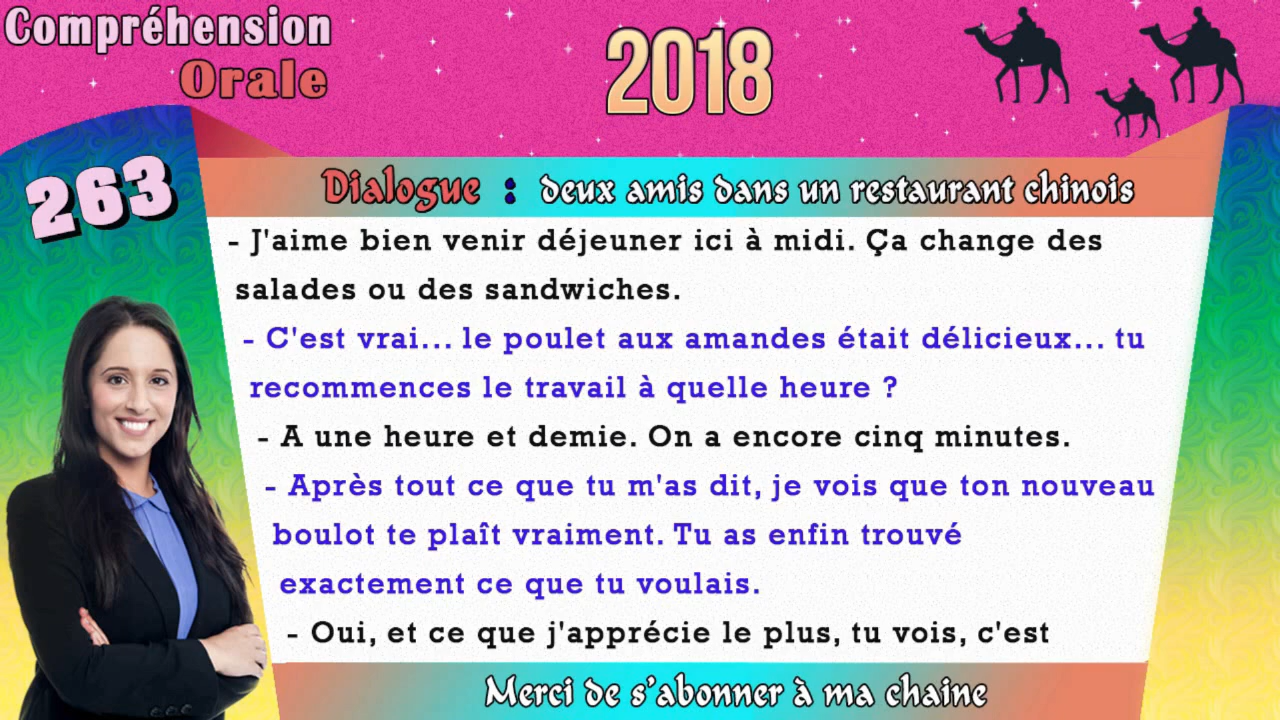 Compréhension
Orale
2018
263
Dialogue : deux amis dans un restaurant chinois
- J'aime bien venir déjeuner ici à midi. Ça change des
salades ou des sandwiches.
- C'est vrai... le poulet aux amandes était délicieux... tu
recommences le travail à quelle heure ?
- A une heure et demie. On a encore cinq minutes.
- Après tout ce que tu m'as dit, je vois que ton nouveau
boulot te plaît vraiment. Tu as enfin trouvé
exactement ce que tu voulais.
- Oui, et ce que j'apprécie le plus, tu vois, c'est
Merci de s'abonner à ma chaine